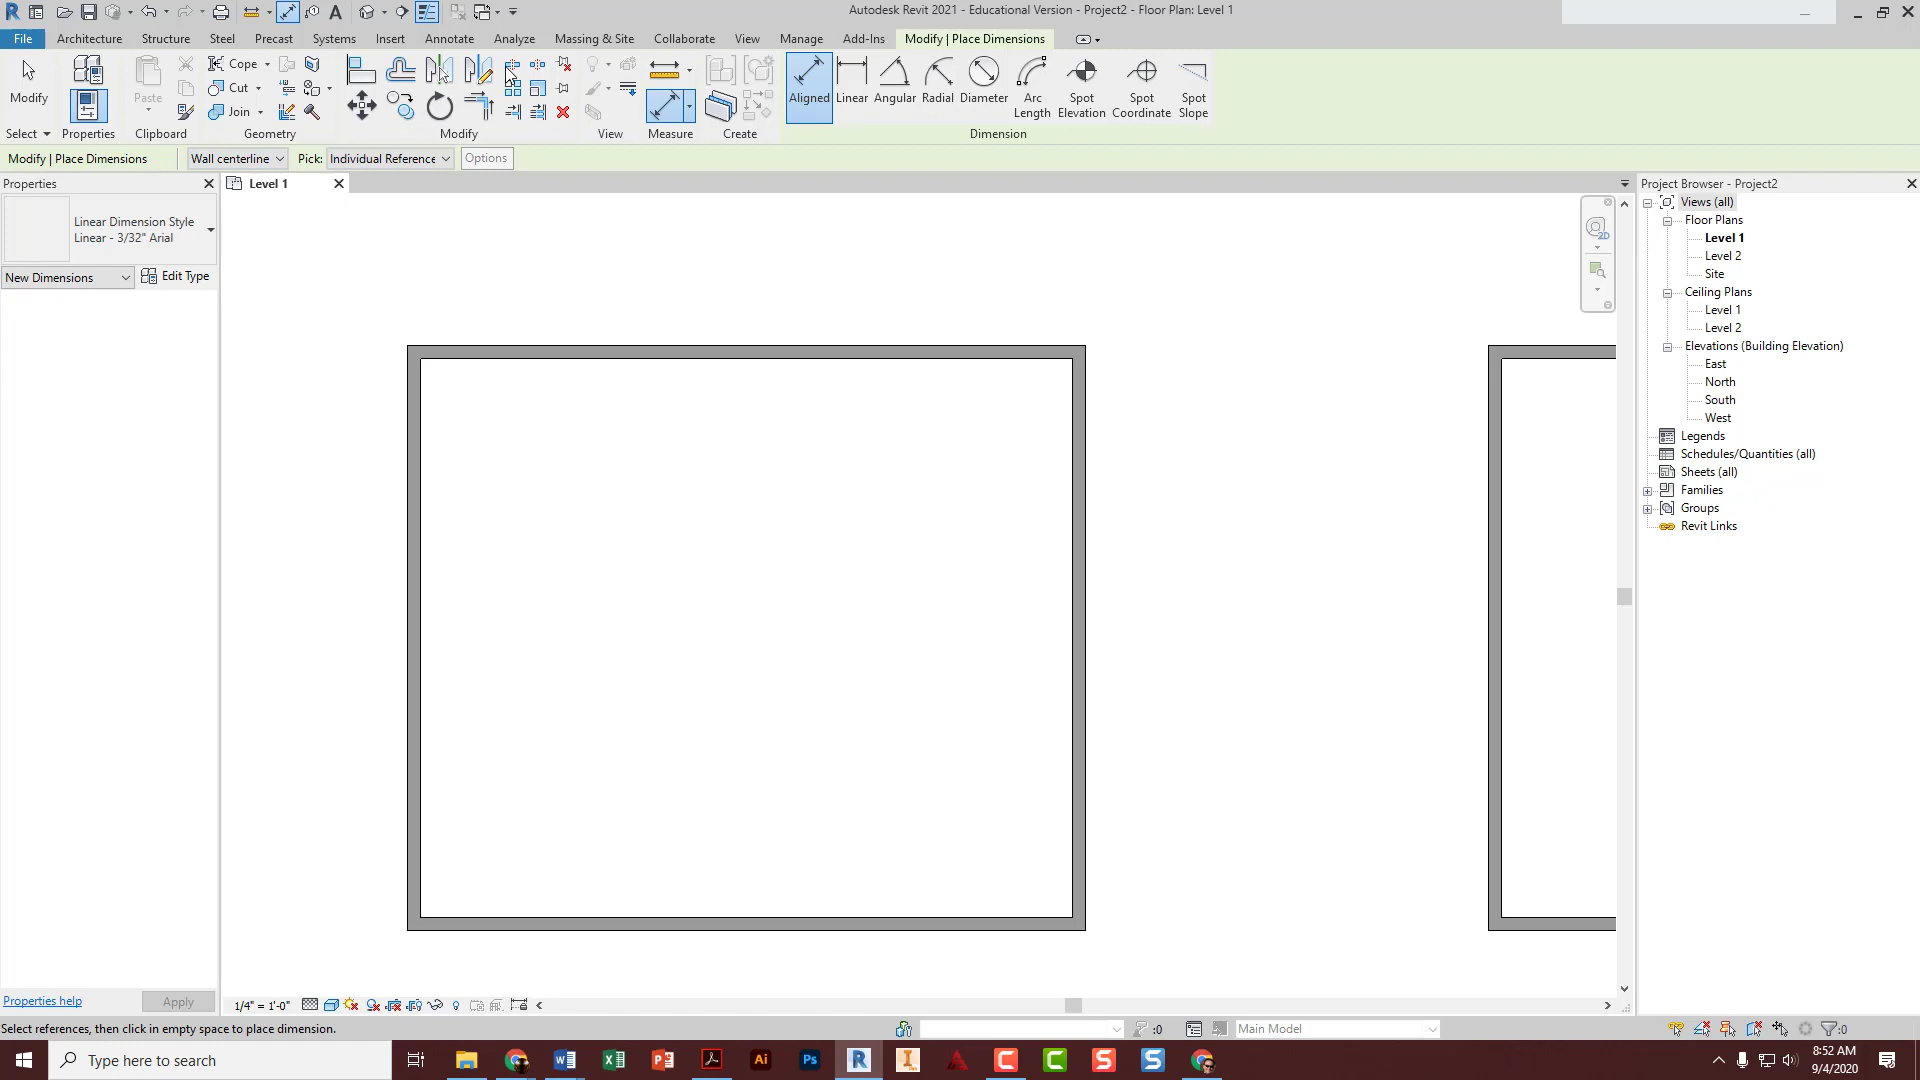 Autodesk Revit 2021 - Educational Version - Project2 - Floor Plan: Level 1
File Architecture Structure Steel Precast Systems Insert Annotate Analyze Massing & Site Collaborate View Manage Add-Ins Modify | Place Dimensions
Modify Paste Cope Cut Join Aligned Linear Angular Radial Diameter Arc Length Spot Elevation Spot Coordinate Spot Slope
Select Properties Clipboard Geometry Modify View Measure Create Dimension
Modify | Place Dimensions Wall centerline Pick: Individual Reference Options
Properties
Level 1
Project Browser - Project2
Linear Dimension Style
Linear - 3/32" Arial
New Dimensions Edit Type
2D
Views (all)
Floor Plans
Level 1
Level 2
Site
Ceiling Plans
Level 1
Level 2
Elevations (Building Elevation)
East
North
South
West
Legends
Schedules/Quantities (all)
Sheets (all)
Families
Groups
Revit Links
Properties help Apply
1/4" = 1'-0"
Select references, then click in empty space to place dimension.
:0
Main Model
:0
Type here to search
Ai
Ps
8:52 AM
9/4/2020